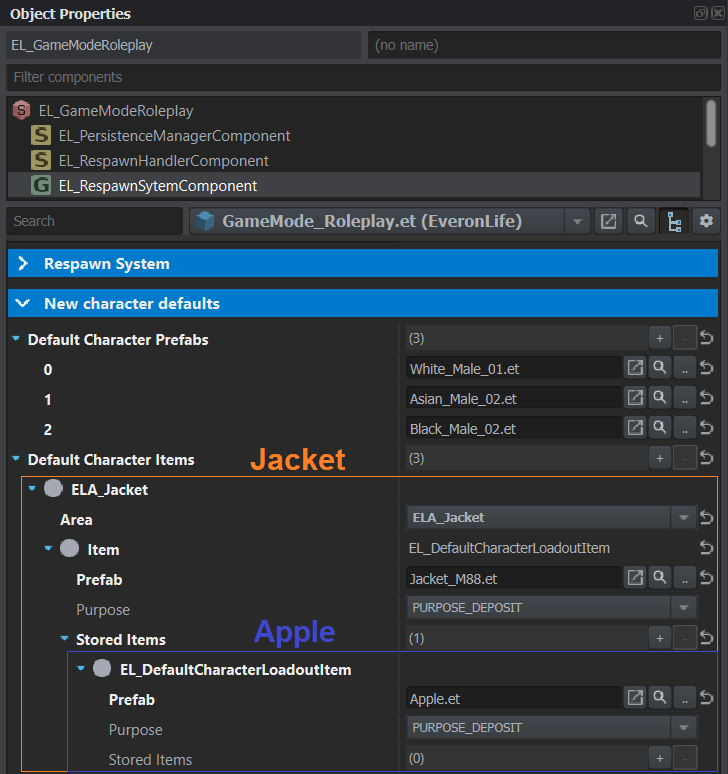 Object Properties
EL_GameModeRoleplay (no name)
Filter components
S EL_GameModeRoleplay
S EL_PersistenceManagerComponent
S EL_RespawnHandlerComponent
G EL_RespawnSytemComponent
Search GameMode_Roleplay.et (EveronLife)
Respawn System
New character defaults
Default Character Prefabs (3) + -
0 White_Male_01.et ..
1 Asian_Male_02.et ..
2 Black_Male_02.et ..
Default Character Items (3) + -
Jacket
ELA_Jacket
Area ELA_Jacket
Item EL_DefaultCharacterLoadoutItem
Prefab Jacket_M88.et ..
Purpose PURPOSE_DEPOSIT
Apple
Stored Items (1) + -
EL_DefaultCharacterLoadoutItem
Prefab Apple.et ..
Purpose PURPOSE_DEPOSIT
Stored Items (0) + -